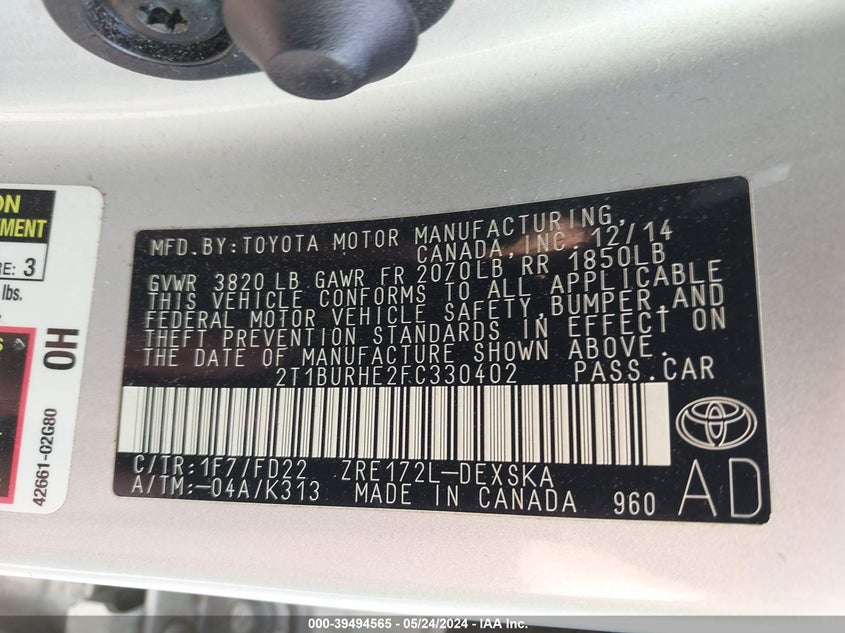 ON
EMENT
RE: 3
lbs.
S
OH
42661-02G80
MFD. BY: TOYOTA MOTOR MANUFACTURING,
CANADA, INC. 12/14
GVWR 3820 LB GAWR FR 2070LB RR 1850LB
THIS VEHICLE CONFORMS TO ALL APPLICABLE
FEDERAL MOTOR VEHICLE SAFETY, BUMPER, AND
THEFT PREVENTION STANDARDS IN EFFECT ON
THE DATE OF MANUFACTURE SHOWN ABOVE.
2T1BURHE2FC330402 PASS. CAR
C/TR: 1F7/FD22 ZRE172L-DEXSKA
A/TM:-04A/K313 MADE IN CANADA 960
AD
000-39494565 - 05/24/2024 - IAA Inc.